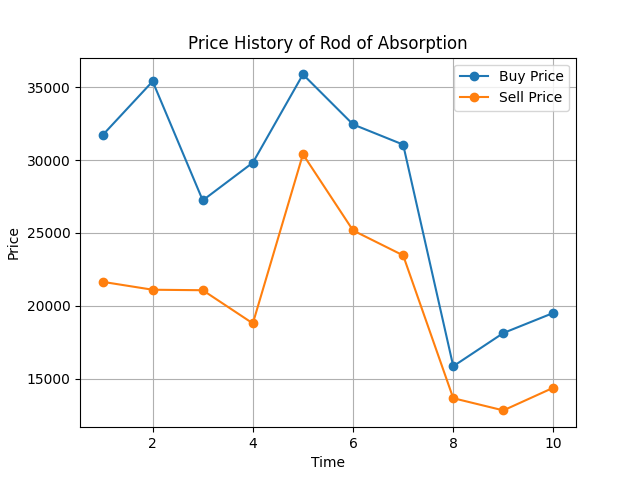 Price History of Rod of Absorption
Buy Price
Sell Price
35000
30000
25000
20000
15000
Price
2 4 6 8 10
Time